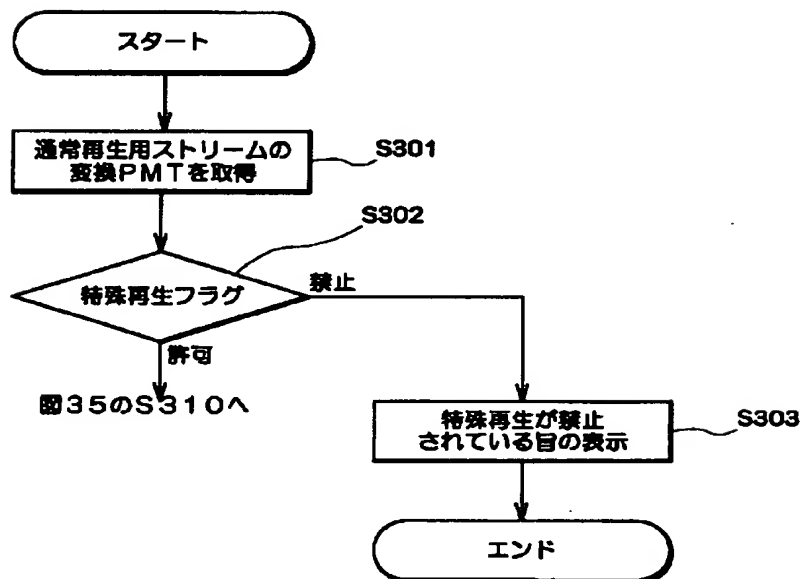 スタート
通常再生用ストリームの
変換PMTを取得
S301
S302
特殊再生フラグ
禁止
許可
図35のS310へ
特殊再生が禁止
されている旨の表示
S303
エンド